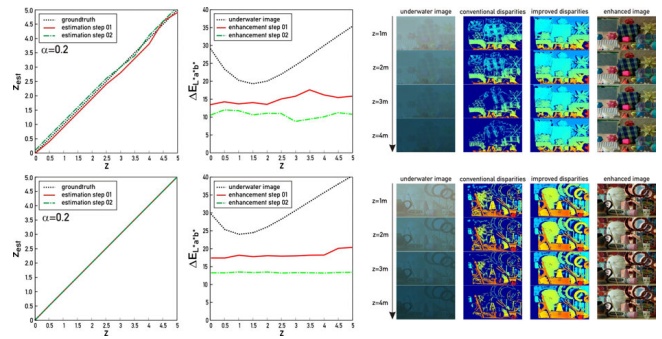 groundtruth
estimation step 01
estimation step 02
α=0.2
z_est
5.0
4.5
4.0
3.5
3.0
2.5
2.0
1.5
1.0
0.5
0.0
0 0.5 1 1.5 2 2.5 3 3.5 4 4.5 5
Z
underwater image
enhancement step 01
enhancement step 02
ΔE_L*a*b*
40
35
30
25
20
15
10
5
0
0 0.5 1 1.5 2 2.5 3 3.5 4 4.5 5
Z
underwater image conventional disparities improved disparities enhanced image
z=1m
z=2m
z=3m
z=4m
groundtruth
estimation step 01
estimation step 02
α=0.2
z_est
5.0
4.5
4.0
3.5
3.0
2.5
2.0
1.5
1.0
0.5
0.0
0 0.5 1 1.5 2 2.5 3 3.5 4 4.5 5
Z
underwater image
enhancement step 01
enhancement step 02
ΔE_L*a*b*
40
35
30
25
20
15
10
5
0
0 0.5 1 1.5 2 2.5 3 3.5 4 4.5 5
Z
underwater image conventional disparities improved disparities enhanced image
z=1m
z=2m
z=3m
z=4m